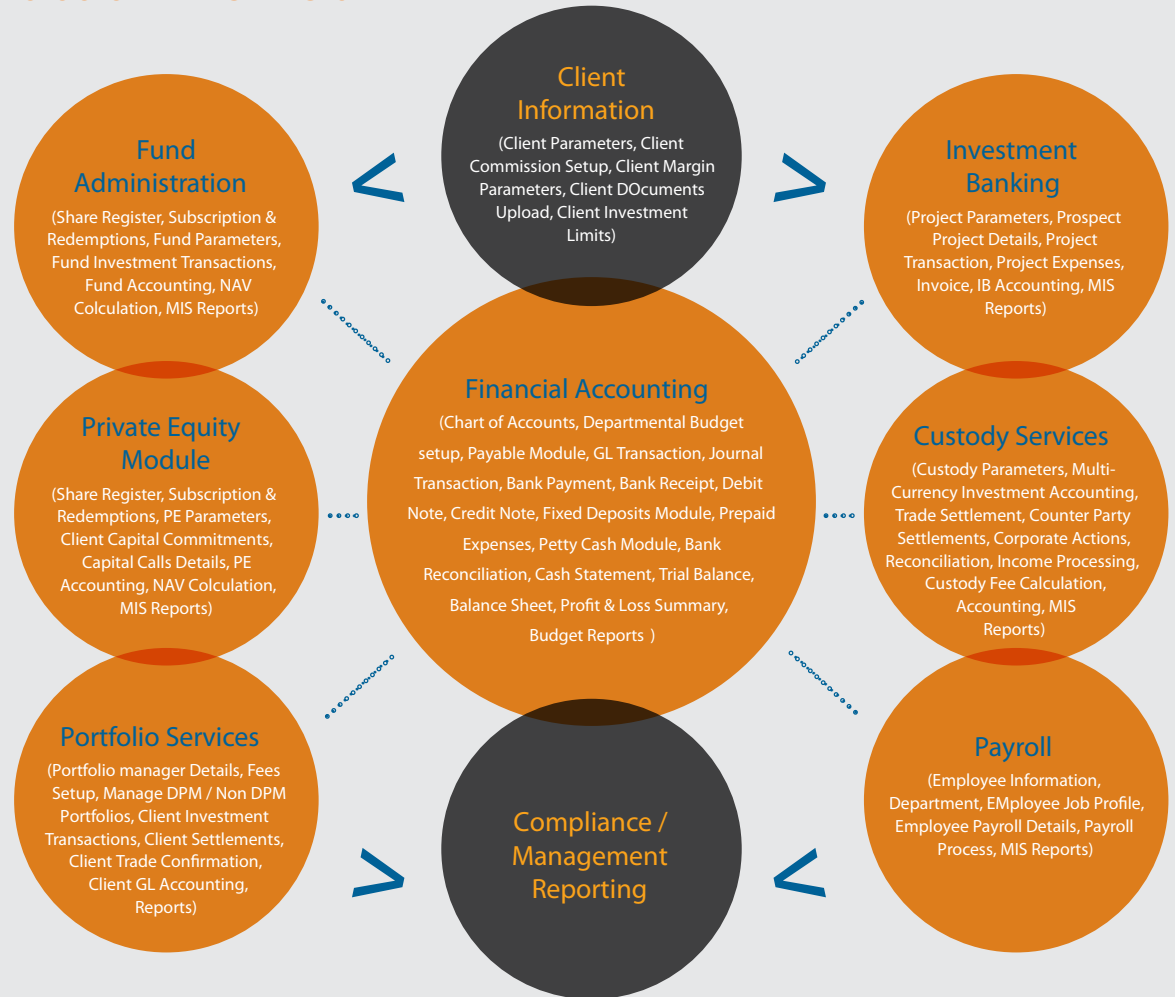 Client
Information
(Client Parameters, Client
Commission Setup, Client Margin
Parameters, Client DOcuments
Upload, Client Investment
Limits)
Fund
Administration
(Share Register, Subscription &
Redemptions, Fund Parameters,
Fund Investment Transactions,
Fund Accounting, NAV
Colculation, MIS Reports)
Investment
Banking
(Project Parameters, Prospect
Project Details, Project
Transaction, Project Expenses,
Invoice, IB Accounting, MIS
Reports)
Financial Accounting
(Chart of Accounts, Departmental Budget
setup, Payable Module, GL Transaction, Journal
Transaction, Bank Payment, Bank Receipt, Debit
Note, Credit Note, Fixed Deposits Module, Prepaid
Expenses, Petty Cash Module, Bank
Reconciliation, Cash Statement, Trial Balance,
Balance Sheet, Profit & Loss Summary,
Budget Reports )
Private Equity
Module
(Share Register, Subscription &
Redemptions, PE Parameters,
Client Capital Commitments,
Capital Calls Details, PE
Accounting, NAV Colculation,
MIS Reports)
Custody Services
(Custody Parameters, Multi-
Currency Investment Accounting,
Trade Settlement, Counter Party
Settlements, Corporate Actions,
Reconciliation, Income Processing,
Custody Fee Calculation,
Accounting, MIS
Reports)
Portfolio Services
(Portfolio manager Details, Fees
Setup, Manage DPM / Non DPM
Portfolios, Client Investment
Transactions, Client Settlements,
Client Trade Confirmation,
Client GL Accounting,
Reports)
Compliance /
Management
Reporting
Payroll
(Employee Information,
Department, EMployee Job Profile,
Employee Payroll Details, Payroll
Process, MIS Reports)